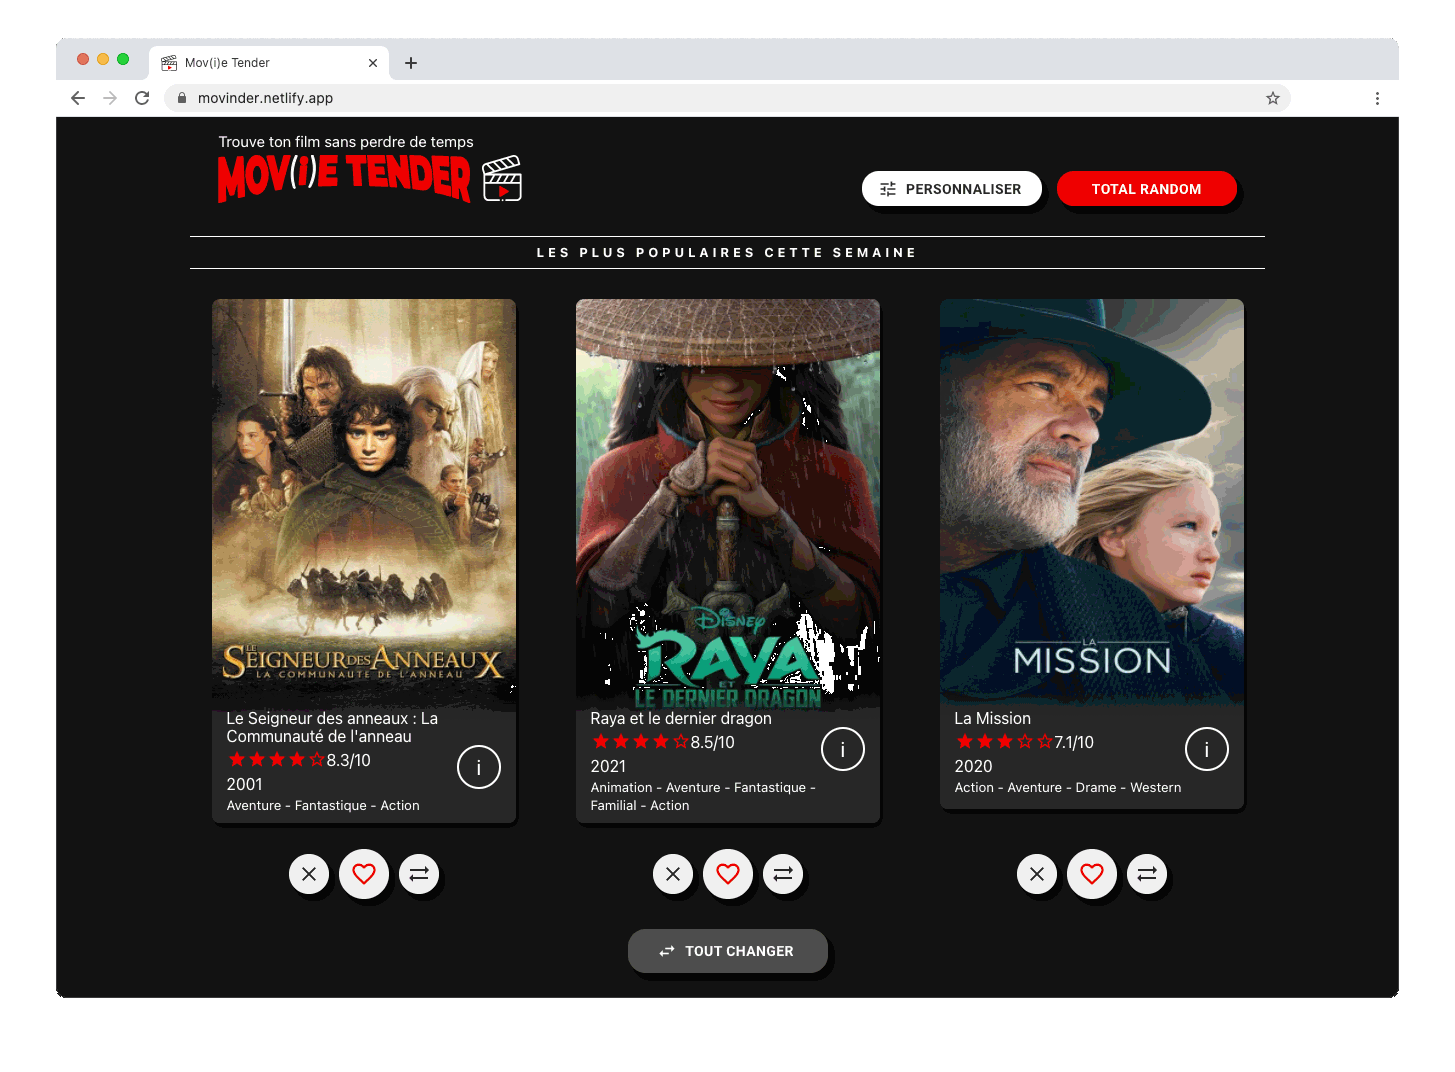 Mov(i)e Tender
movinder.netlify.app
Trouve ton film sans perdre de temps
MOV(i)E TENDER
PERSONNALISER
TOTAL RANDOM
LES PLUS POPULAIRES CETTE SEMAINE
LE
SEIGNEUR DES ANNEAUX
LA COMMUNAUTÉ DE L'ANNEAU
Le Seigneur des anneaux : La
Communauté de l'anneau
8.3/10
2001
Aventure - Fantastique - Action
i
DISNEY
RAYA
ET
LE DERNIER DRAGON
Raya et le dernier dragon
8.5/10
2021
Animation - Aventure - Fantastique -
Familial - Action
i
LA
MISSION
La Mission
7.1/10
2020
Action - Aventure - Drame - Western
i
TOUT CHANGER